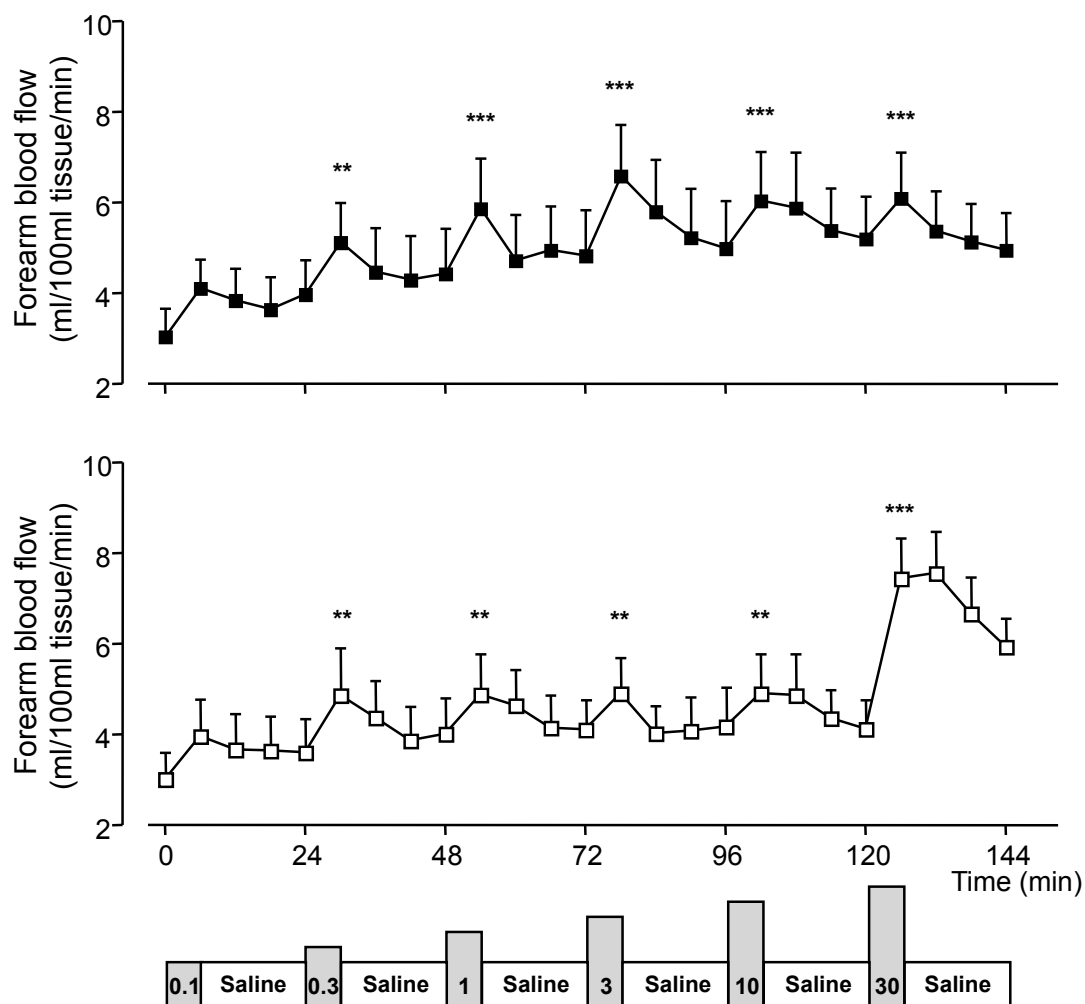 10
8
6
4
2
Forearm blood flow
(ml/100ml tissue/min)
** *** *** *** ***
10
8
6
4
2
Forearm blood flow
(ml/100ml tissue/min)
** ** ** ** ***
0 24 48 72 96 120 144
Time (min)
0.1 Saline 0.3 Saline 1 Saline 3 Saline 10 Saline 30 Saline